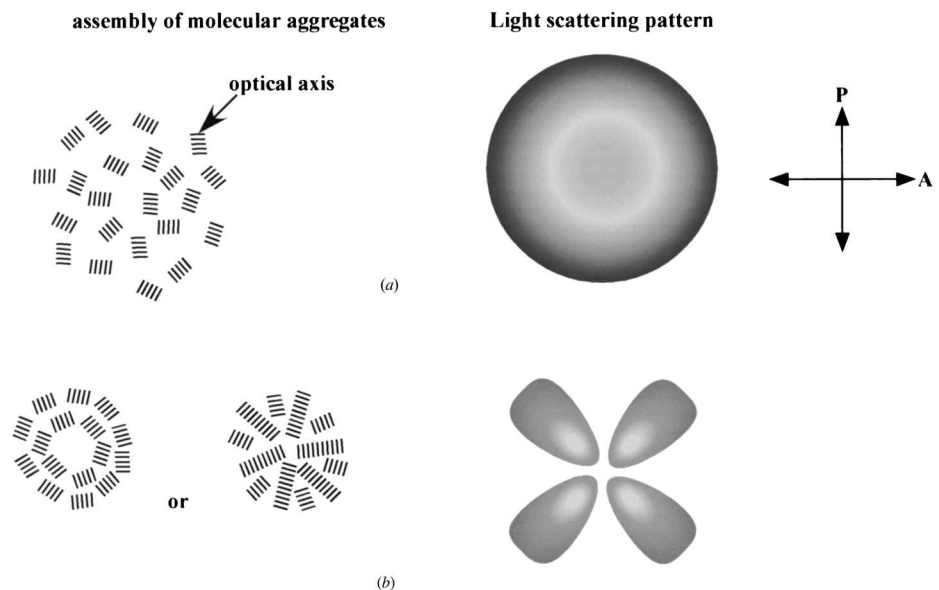 assembly of molecular aggregates
Light scattering pattern
optical axis
P
A
(a)
or
(b)